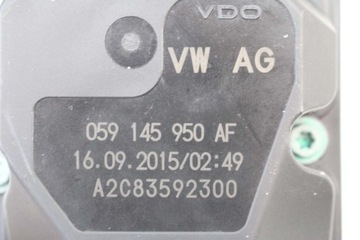 VDO
VW AG
059 145 950 AF
16.09.2015/02:49
A2C83592300